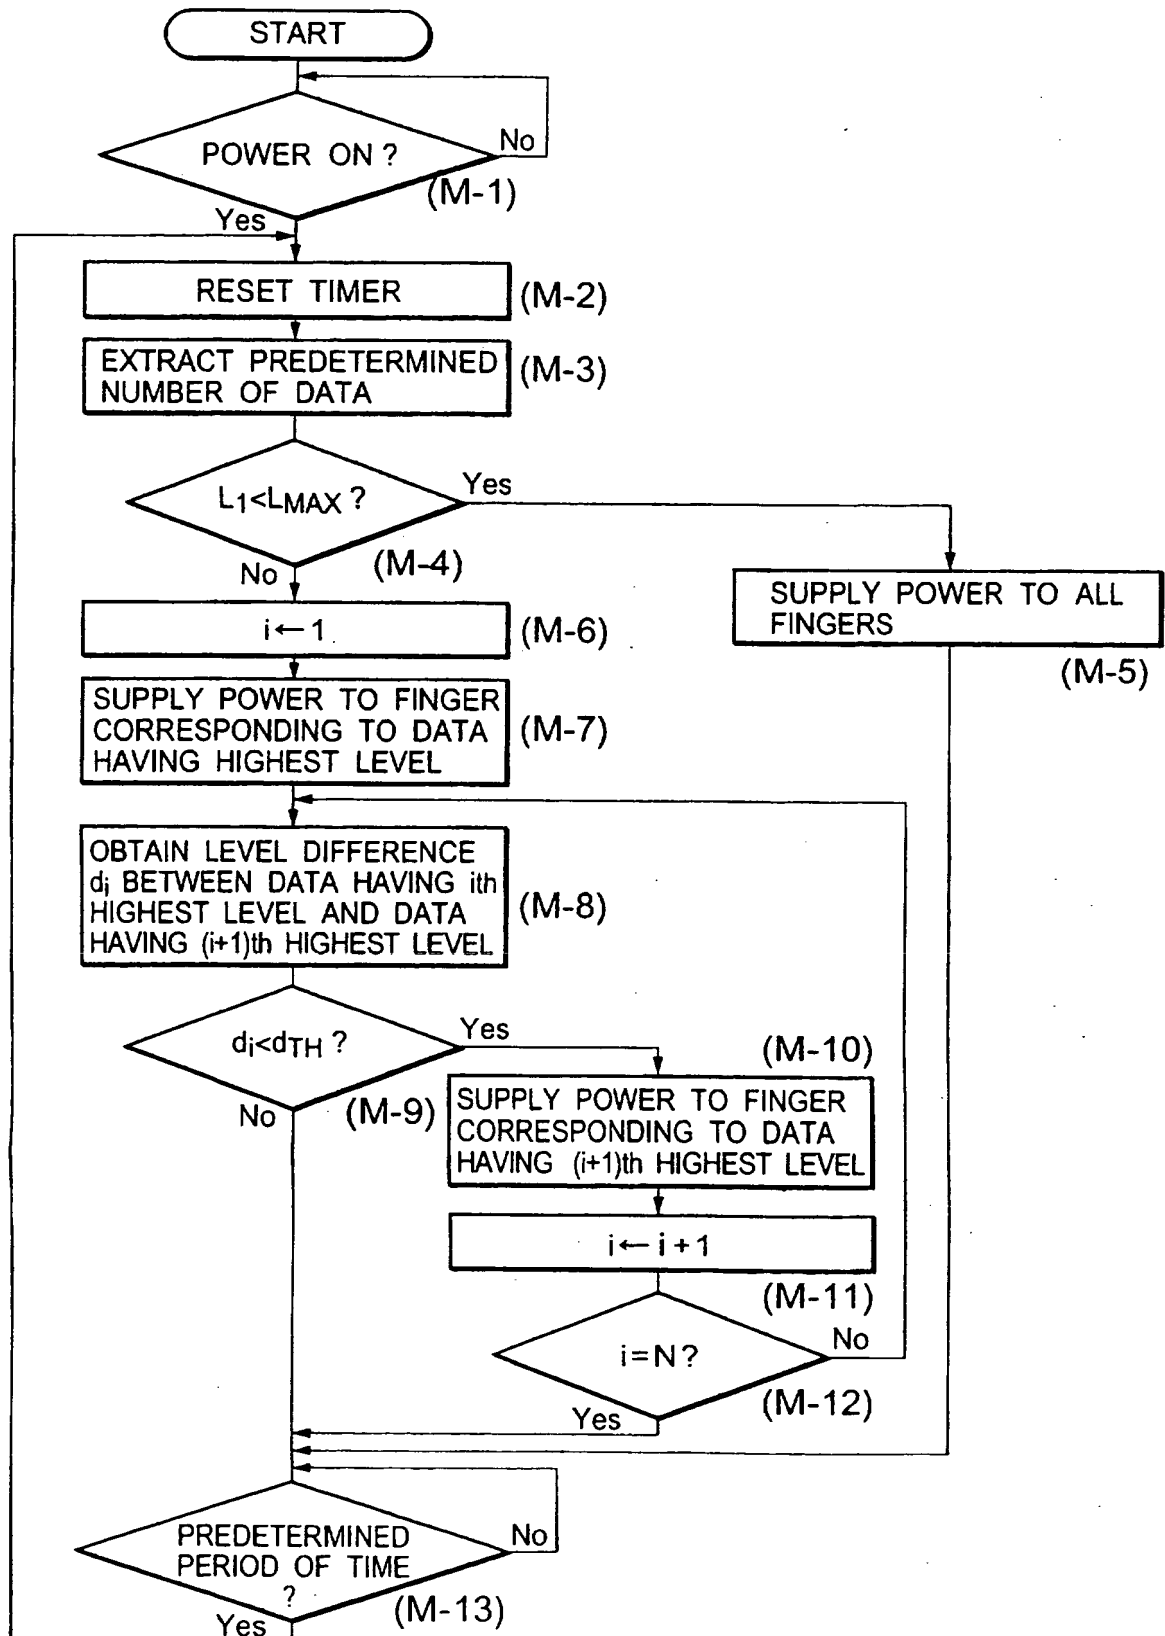 START
POWER ON ?
No
(M-1)
Yes
RESET TIMER
(M-2)
EXTRACT PREDETERMINED
NUMBER OF DATA
(M-3)
L1<LMAX ?
Yes
(M-4)
No
SUPPLY POWER TO ALL
FINGERS
(M-5)
i←1
(M-6)
SUPPLY POWER TO FINGER
CORRESPONDING TO DATA
HAVING HIGHEST LEVEL
(M-7)
OBTAIN LEVEL DIFFERENCE
di BETWEEN DATA HAVING ith
HIGHEST LEVEL AND DATA
HAVING (i+1)th HIGHEST LEVEL
(M-8)
di<dTH ?
Yes
No
(M-9)
(M-10)
SUPPLY POWER TO FINGER
CORRESPONDING TO DATA
HAVING (i+1)th HIGHEST LEVEL
i←i+1
(M-11)
i=N?
No
(M-12)
Yes
PREDETERMINED
PERIOD OF TIME
?
No
(M-13)
Yes